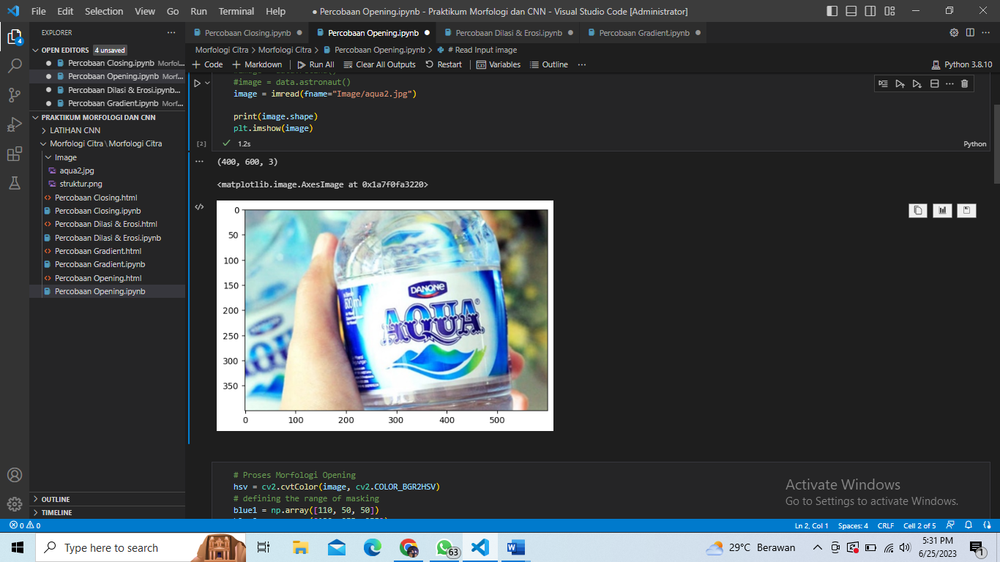 File Edit Selection View Go Run Terminal Help
● Percobaan Opening.ipynb - Praktikum Morfologi dan CNN - Visual Studio Code [Administrator]
EXPLORER
Percobaan Closing.ipynb
Percobaan Opening.ipynb
Percobaan Dilasi & Erosi.ipynb
Percobaan Gradient.ipynb
OPEN EDITORS 4 unsaved
Percobaan Closing.ipynb Morfol...
Percobaan Opening.ipynb Morf...
Percobaan Dilasi & Erosi.ipynb...
Percobaan Gradient.ipynb Morf...
PRAKTIKUM MORFOLOGI DAN CNN
LATIHAN CNN
Morfologi Citra \ Morfologi Citra
Image
aqua2.jpg
struktur.png
Percobaan Closing.html
Percobaan Closing.ipynb
Percobaan Dilasi & Erosi.html
Percobaan Dilasi & Erosi.ipynb
Percobaan Gradient.html
Percobaan Gradient.ipynb
Percobaan Opening.html
Percobaan Opening.ipynb
OUTLINE
TIMELINE
Morfologi Citra > Morfologi Citra > Percobaan Opening.ipynb > # Read Input image
+ Code + Markdown Run All Clear All Outputs Restart Variables Outline ...
Python 3.8.10
#image = data.astronaut()
image = imread(fname="Image/aqua2.jpg")
print(image.shape)
plt.imshow(image)
[2] 1.2s
Python
(400, 600, 3)
<matplotlib.image.AxesImage at 0x1a7f0fa3220>
0
50
100
150
200
250
300
350
0 100 200 300 400 500
600 ml
DANONE
AQUA
# Proses Morfologi Opening
hsv = cv2.cvtColor(image, cv2.COLOR_BGR2HSV)
# defining the range of masking
blue1 = np.array([110, 50, 50])
Activate Windows
Go to Settings to activate Windows.
0 0
Ln 2, Col 1 Spaces: 4 CRLF Cell 2 of 5
Type here to search
63
29°C Berawan
5:31 PM
6/25/2023
1